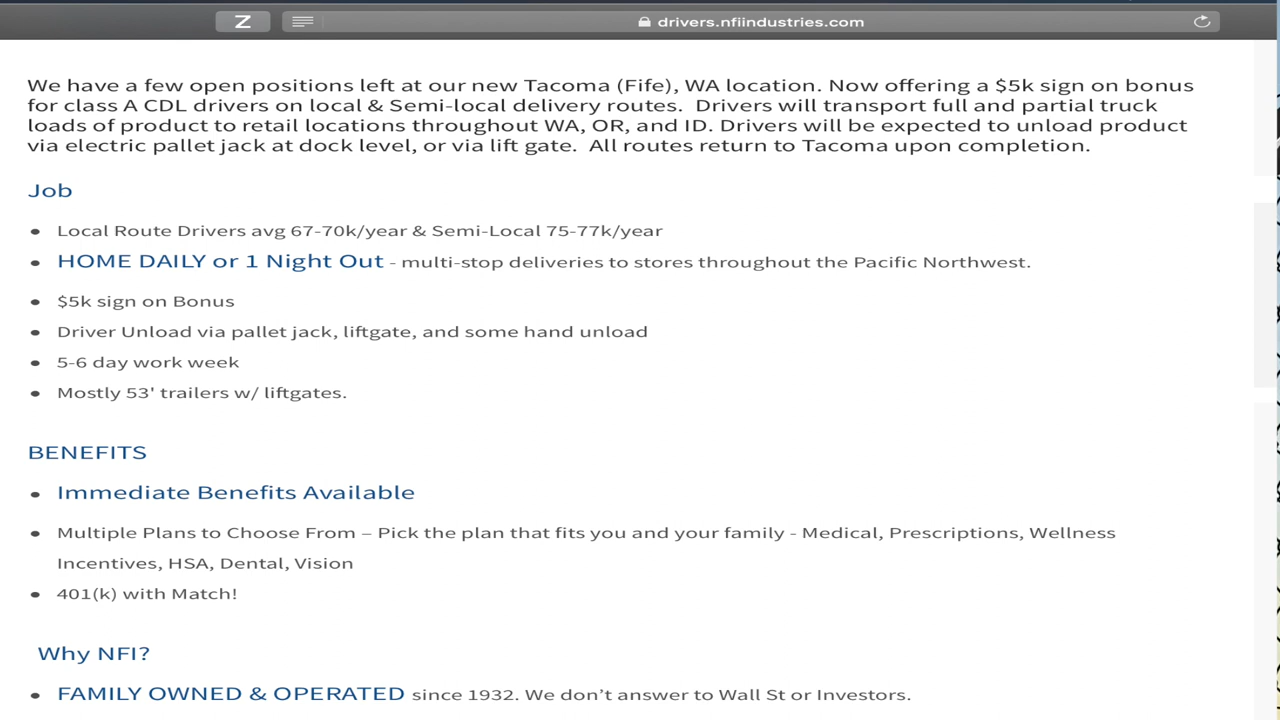 Z
drivers.nfiindustries.com
We have a few open positions left at our new Tacoma (Fife), WA location. Now offering a $5k sign on bonus
for class A CDL drivers on local & Semi-local delivery routes.  Drivers will transport full and partial truck
loads of product to retail locations throughout WA, OR, and ID. Drivers will be expected to unload product
via electric pallet jack at dock level, or via lift gate.  All routes return to Tacoma upon completion.
Job
• Local Route Drivers avg 67-70k/year & Semi-Local 75-77k/year
• HOME DAILY or 1 Night Out - multi-stop deliveries to stores throughout the Pacific Northwest.
• $5k sign on Bonus
• Driver Unload via pallet jack, liftgate, and some hand unload
• 5-6 day work week
• Mostly 53' trailers w/ liftgates.
BENEFITS
• Immediate Benefits Available
• Multiple Plans to Choose From – Pick the plan that fits you and your family - Medical, Prescriptions, Wellness
Incentives, HSA, Dental, Vision
• 401(k) with Match!
Why NFI?
• FAMILY OWNED & OPERATED since 1932. We don’t answer to Wall St or Investors.